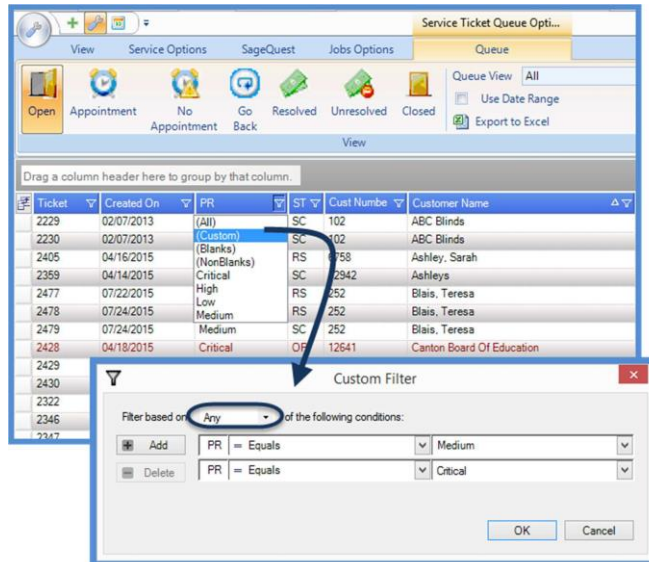 Service Ticket Queue Opti...
View Service Options SageQuest Jobs Options Queue
Open Appointment No Appointment Go Back Resolved Unresolved Closed
Queue View All
Use Date Range
Export to Excel
View
Drag a column header here to group by that column.
Ticket Created On PR ST Cust Numbe Customer Name
2229 02/07/2013 (All) SC 102 ABC Blinds
2230 02/07/2013 (Custom) SC 102 ABC Blinds
(Blanks)
2405 04/16/2015 (NonBlanks) RS 6758 Ashley, Sarah
2359 04/14/2015 Critical SC 2942 Ashleys
2477 07/22/2015 High RS 252 Blais, Teresa
Low
2478 07/24/2015 Medium RS 252 Blais, Teresa
2479 07/24/2015 Medium SC 252 Blais, Teresa
2428 04/18/2015 Critical OP 12641 Canton Board Of Education
2429
2430
2322
2346
2347
Custom Filter
Filter based on Any of the following conditions:
Add PR = Equals Medium
Delete PR = Equals Critical
OK Cancel